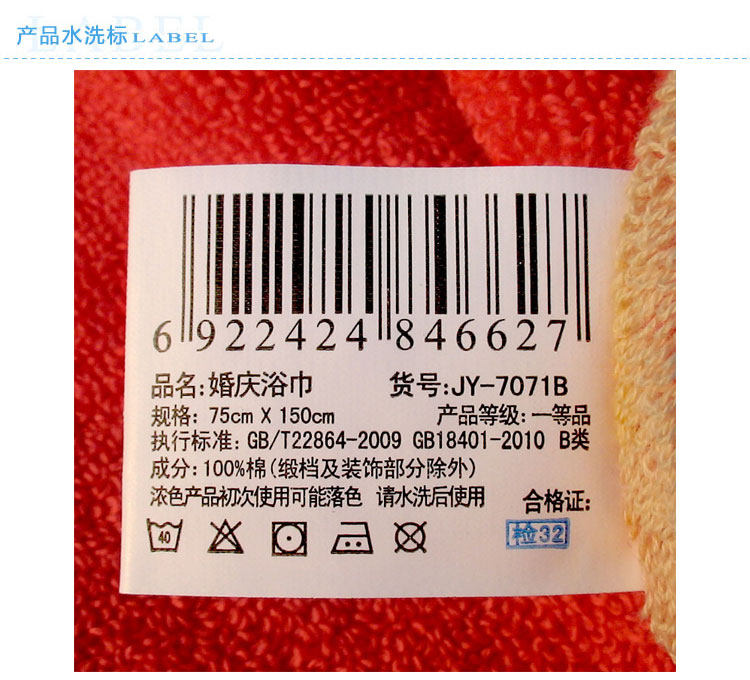 产品水洗标LABEL
6 922424 846627
品名:婚庆浴巾 货号:JY-7071B
规格: 75cm X 150cm 产品等级: 一等品
执行标准: GB/T22864-2009 GB18401-2010 B类
成分:100%棉(缎档及装饰部分除外)
浓色产品初次使用可能落色 请水洗后使用 合格证:
40 检32